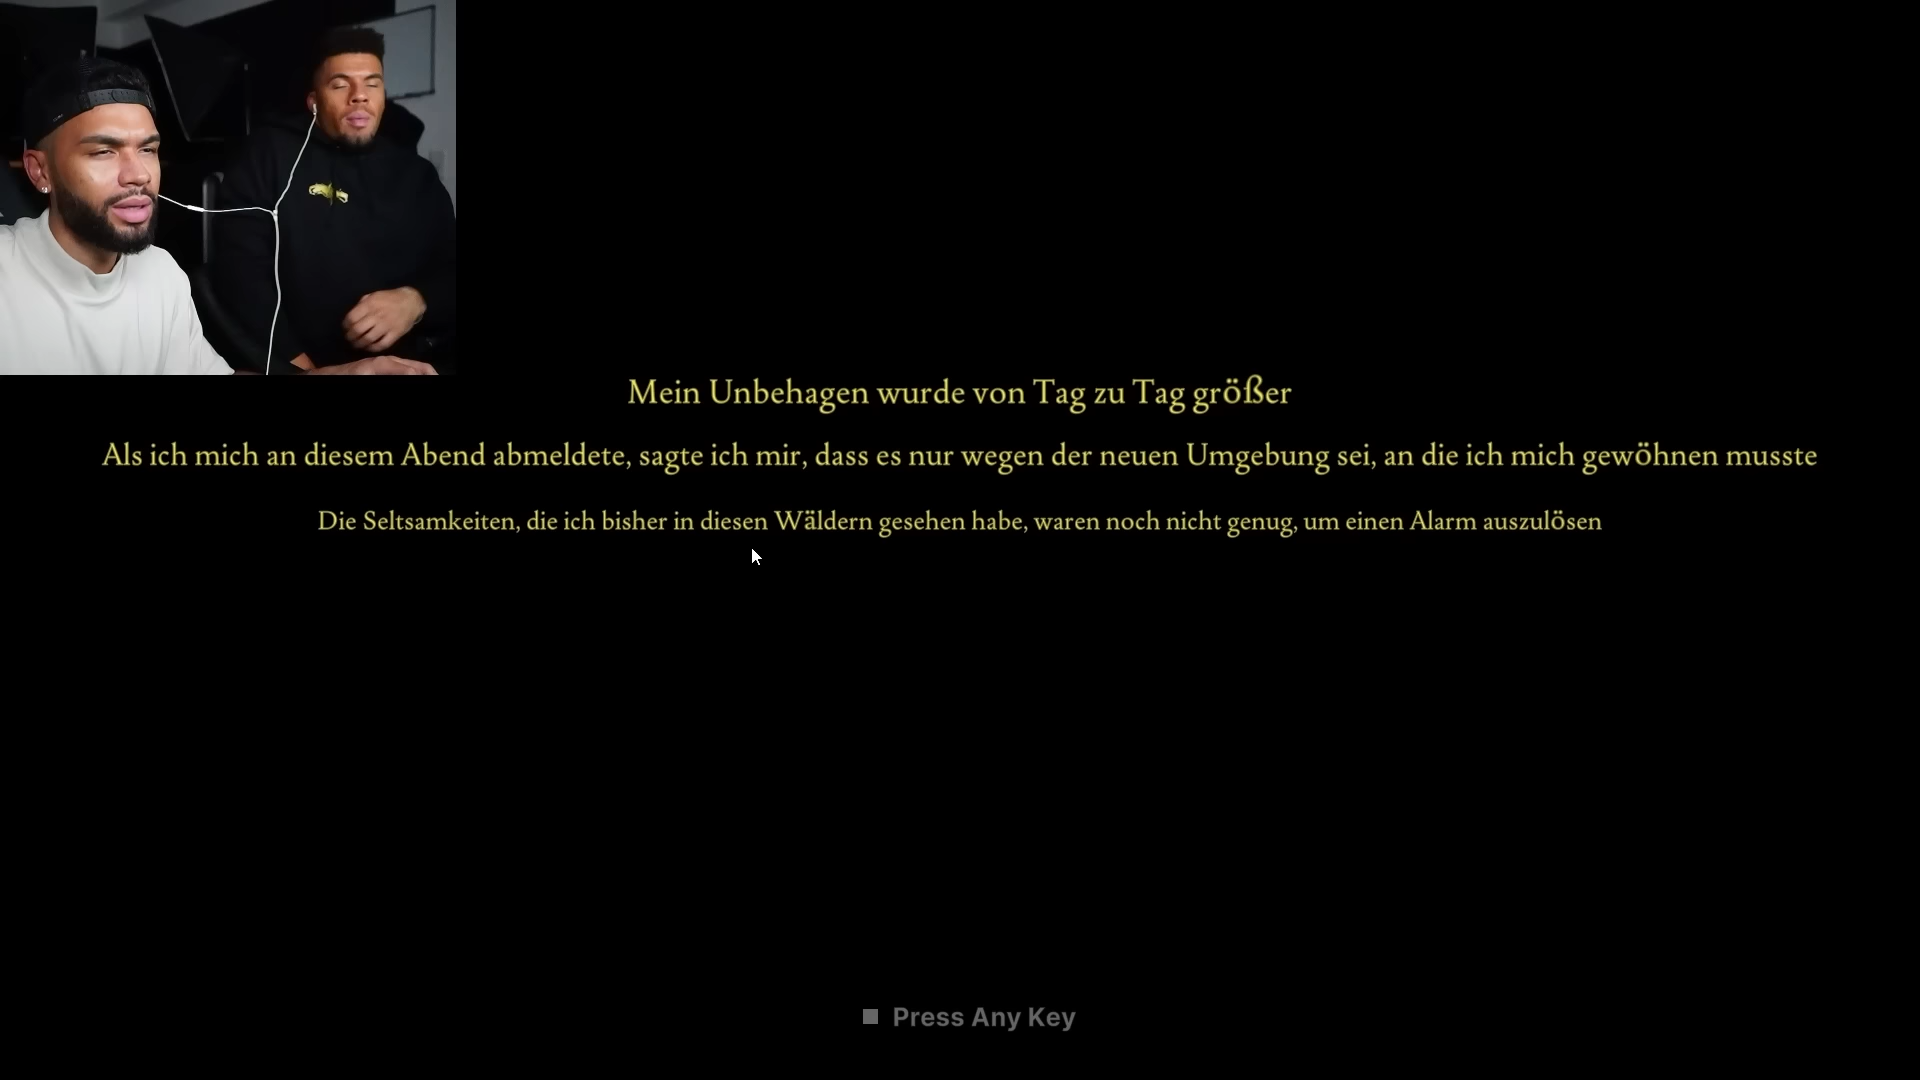 Mein Unbehagen wurde von Tag zu Tag größer
Als ich mich an diesem Abend abmeldete, sagte ich mir, dass es nur wegen der neuen Umgebung sei, an die ich mich gewöhnen musste
Die Seltsamkeiten, die ich bisher in diesen Wäldern gesehen habe, waren noch nicht genug, um einen Alarm auszulösen
Press Any Key